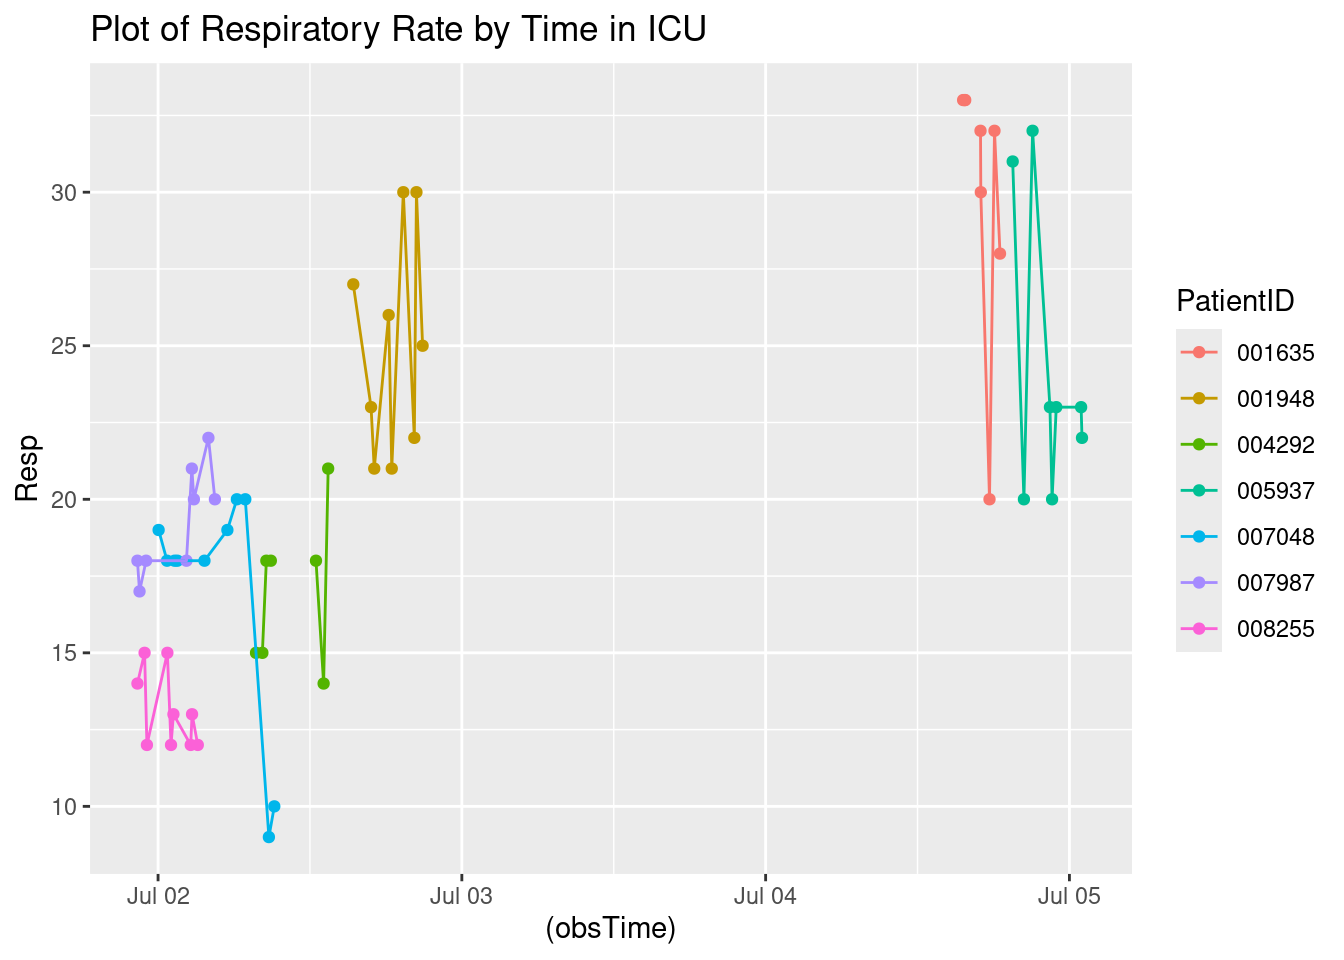 Plot of Respiratory Rate by Time in ICU
Resp
30
25
20
15
10
Jul 02 Jul 03 Jul 04 Jul 05
(obsTime)
PatientID
001635
001948
004292
005937
007048
007987
008255